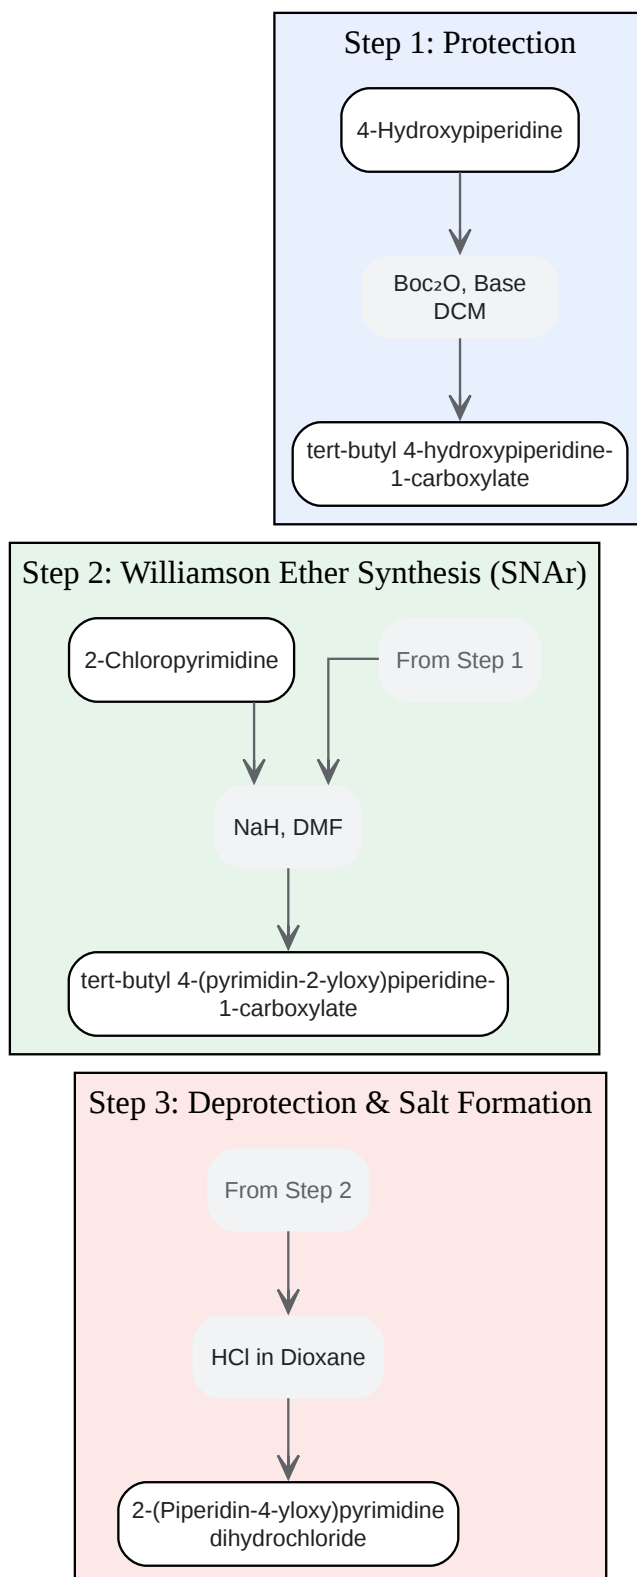 Step 1: Protection
4-Hydroxypiperidine
Boc₂O, Base
DCM
tert-butyl 4-hydroxypiperidine-
1-carboxylate
Step 2: Williamson Ether Synthesis (SNAr)
2-Chloropyrimidine
From Step 1
NaH, DMF
tert-butyl 4-(pyrimidin-2-yloxy)piperidine-
1-carboxylate
Step 3: Deprotection & Salt Formation
From Step 2
HCl in Dioxane
2-(Piperidin-4-yloxy)pyrimidine
dihydrochloride